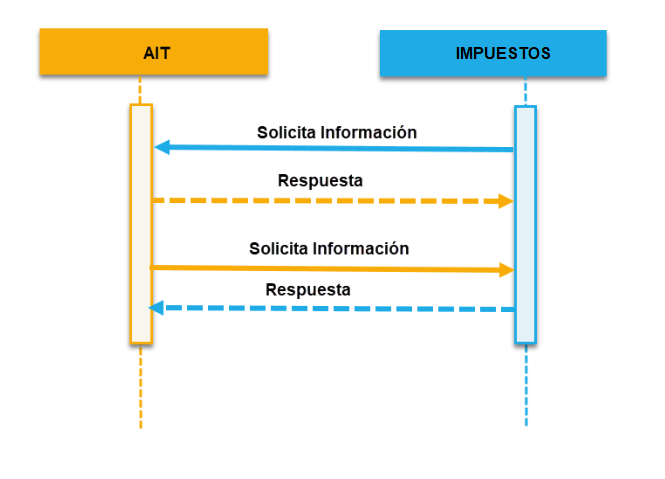 AIT
IMPUESTOS
Solicita Información
Respuesta
Solicita Información
Respuesta